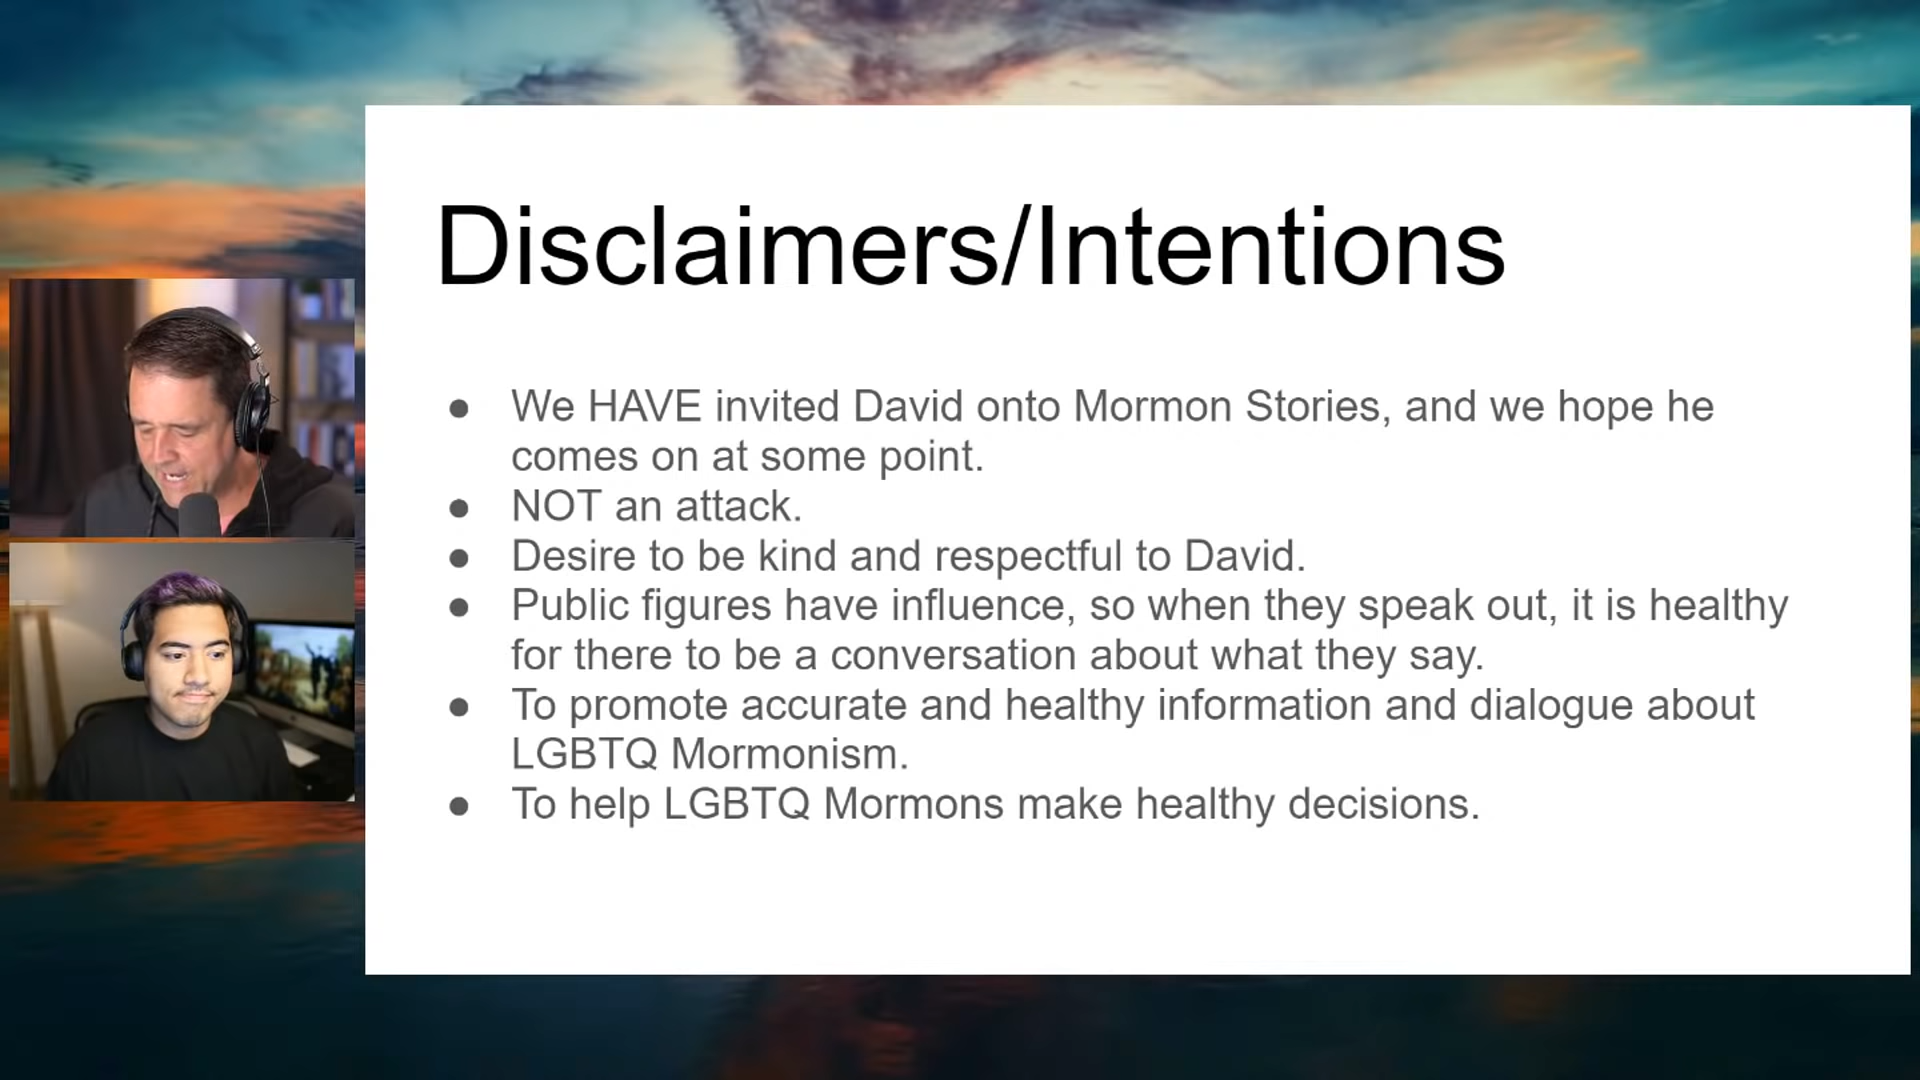 Disclaimers/Intentions
● We HAVE invited David onto Mormon Stories, and we hope he
comes on at some point.
● NOT an attack.
● Desire to be kind and respectful to David.
● Public figures have influence, so when they speak out, it is healthy
for there to be a conversation about what they say.
● To promote accurate and healthy information and dialogue about
LGBTQ Mormonism.
● To help LGBTQ Mormons make healthy decisions.